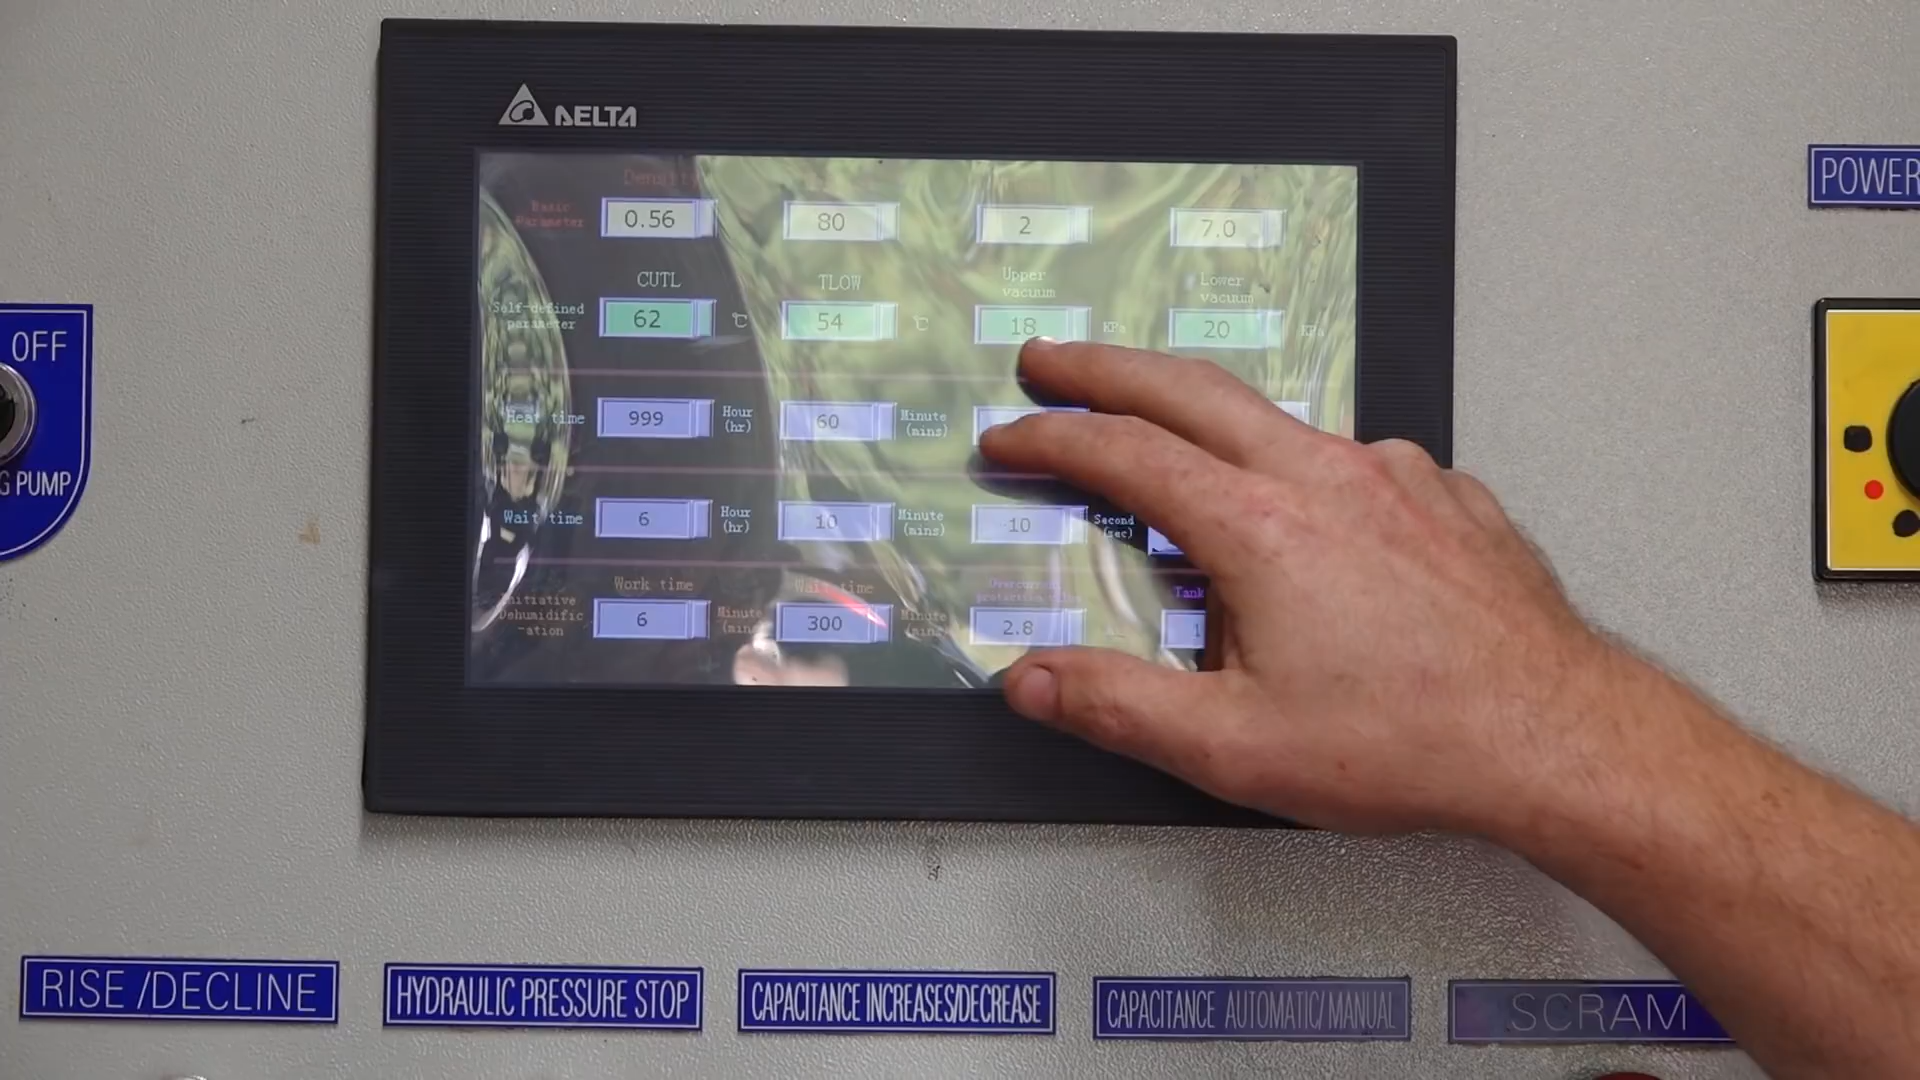 DELTA
POWER
Density
Basic
Parameter
0.56
80
2
7.0
CUTL
TLOW
Upper
vacuum
Lower
vacuum
Self-defined
parameter
62
℃
54
℃
18
KPa
20
KPa
OFF
Heat time
999
Hour
(hr)
60
Minute
(mins)
G PUMP
Wait time
6
Hour
(hr)
10
Minute
(mins)
10
Second
(sec)
Work time
Wait time
Tank
Initiative
Dehumidific
-ation
6
Minute
(mins
300
Minute
(mins
2.8
1
RISE /DECLINE
HYDRAULIC PRESSURE STOP
CAPACITANCE INCREASES/DECREASE
CAPACITANCE AUTOMATIC/MANUAL
SCRAM